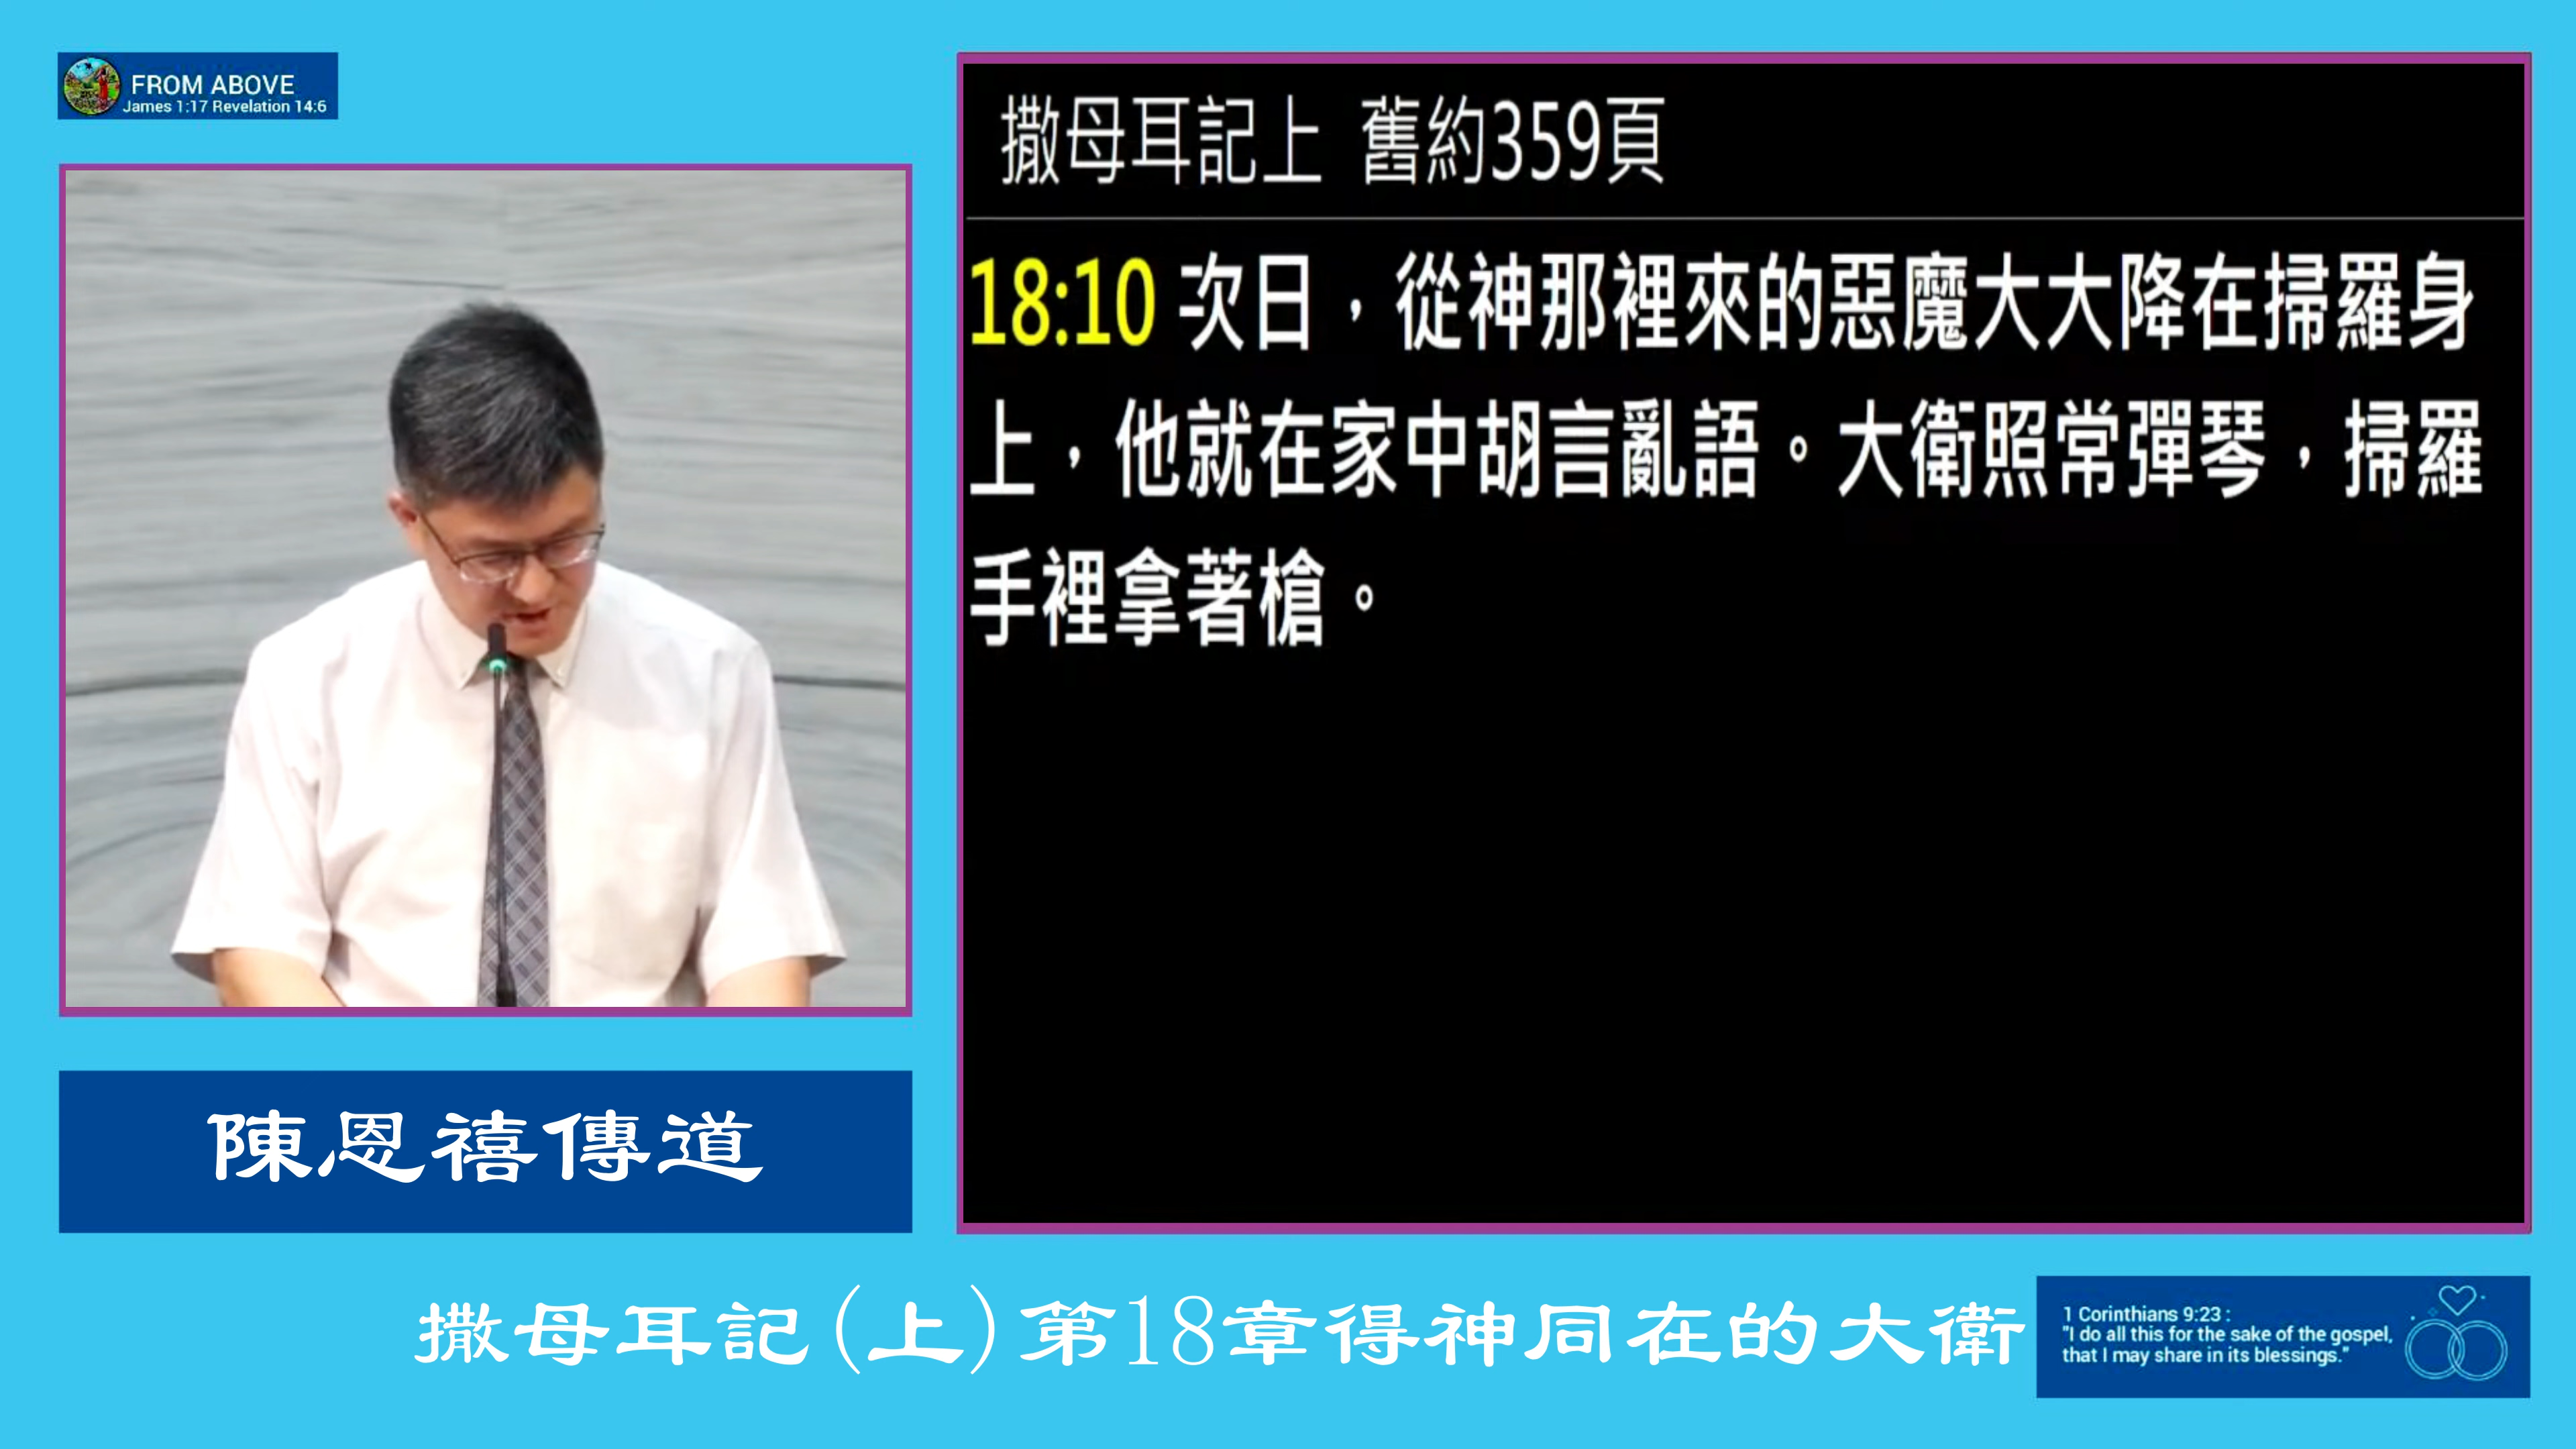 FROM ABOVE
James 1:17 Revelation 14:6
撒母耳記上 舊約359頁
18:10 次日，從神那裡來的惡魔大大降在掃羅身
上，他就在家中胡言亂語。大衛照常彈琴，掃羅
手裡拿著槍。
陳恩禧傳道
撒母耳記(上)第18章得神同在的大衛
1 Corinthians 9:23 :
"I do all this for the sake of the gospel,
that I may share in its blessings."